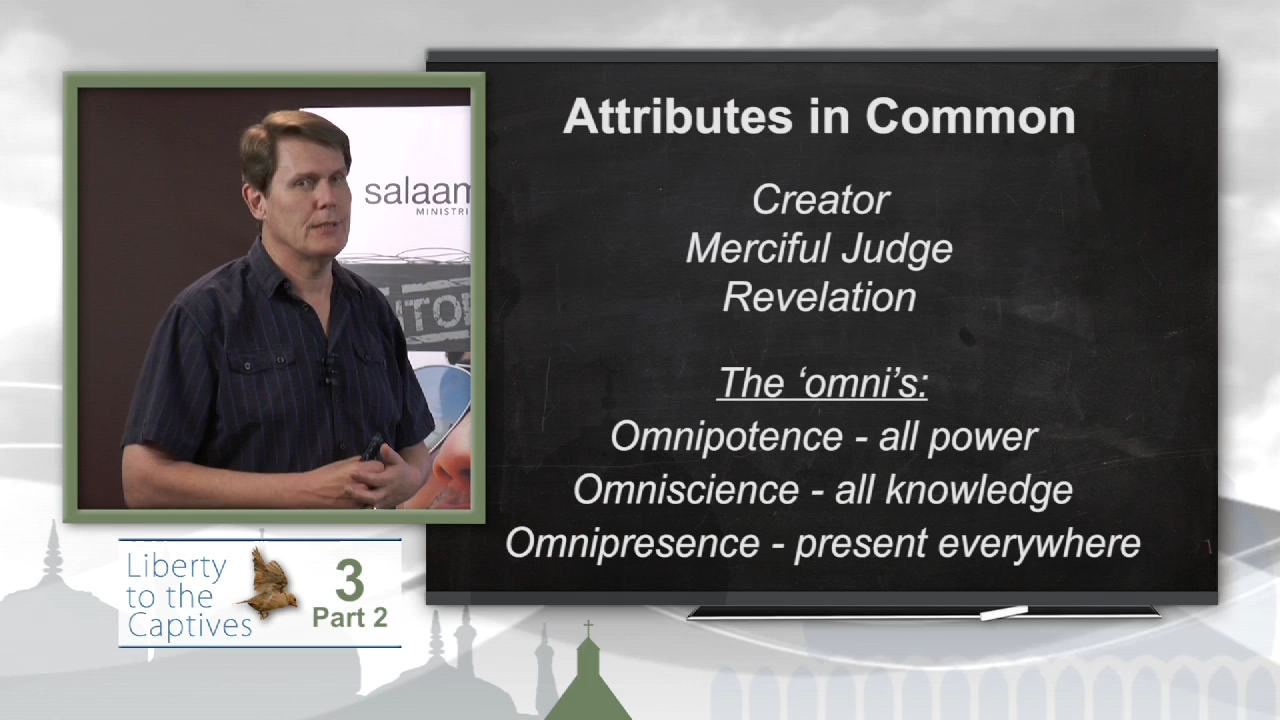 Attributes in Common
Creator
Merciful Judge
Revelation
The ‘omni’s:
Omnipotence - all power
Omniscience - all knowledge
Omnipresence - present everywhere
salaam
Liberty
to the
Captives
3
Part 2